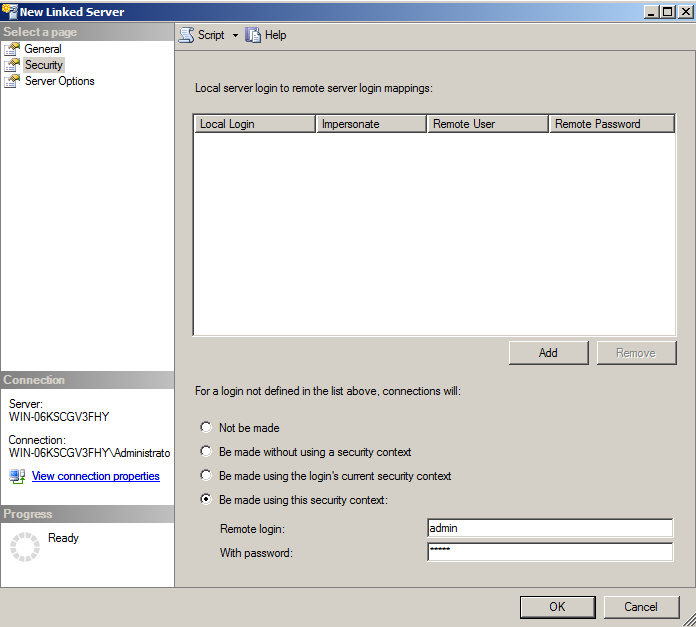 New Linked Server
Select a page
General
Security
Server Options
Script
Help
Local server login to remote server login mappings:
Local Login
Impersonate
Remote User
Remote Password
Add
Remove
For a login not defined in the list above, connections will:
Not be made
Be made without using a security context
Be made using the login's current security context
Be made using this security context:
Remote login:
admin
With password:
*****
Connection
Server:
WIN-06KSCGV3FHY
Connection:
WIN-06KSCGV3FHY\Administrato
View connection properties
Progress
Ready
OK
Cancel